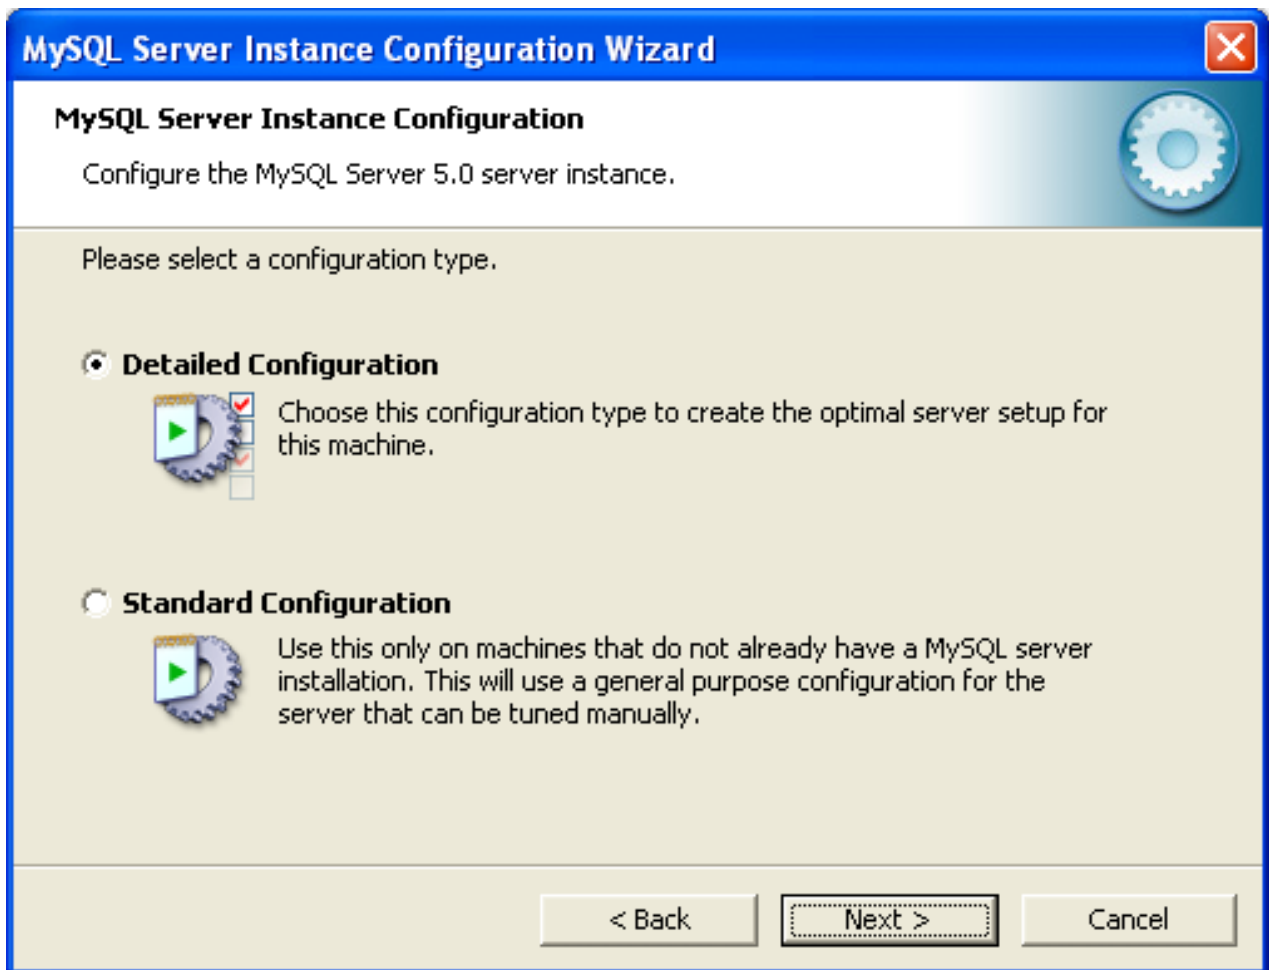 MySQL Server Instance Configuration Wizard
MySQL Server Instance Configuration
Configure the MySQL Server 5.0 server instance.
Please select a configuration type.
Detailed Configuration
Choose this configuration type to create the optimal server setup for
this machine.
Standard Configuration
Use this only on machines that do not already have a MySQL server
installation. This will use a general purpose configuration for the
server that can be tuned manually.
< Back
Next >
Cancel